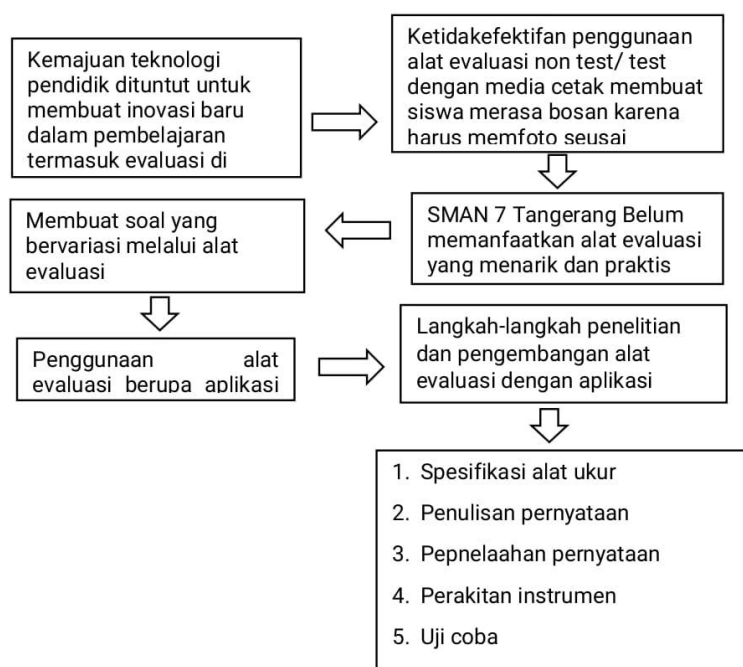 Kemajuan teknologi
pendidik dituntut untuk
membuat inovasi baru
dalam pembelajaran
termasuk evaluasi di
Ketidakefektifan penggunaan
alat evaluasi non test/ test
dengan media cetak membuat
siswa merasa bosan karena
harus memfoto seusai
SMAN 7 Tangerang Belum
memanfaatkan alat evaluasi
yang menarik dan praktis
Membuat soal yang
bervariasi melalui alat
evaluasi
Penggunaan alat
evaluasi berupa aplikasi
Langkah-langkah penelitian
dan pengembangan alat
evaluasi dengan aplikasi
1. Spesifikasi alat ukur
2. Penulisan pernyataan
3. Pepnelaahan pernyataan
4. Perakitan instrumen
5. Uji coba